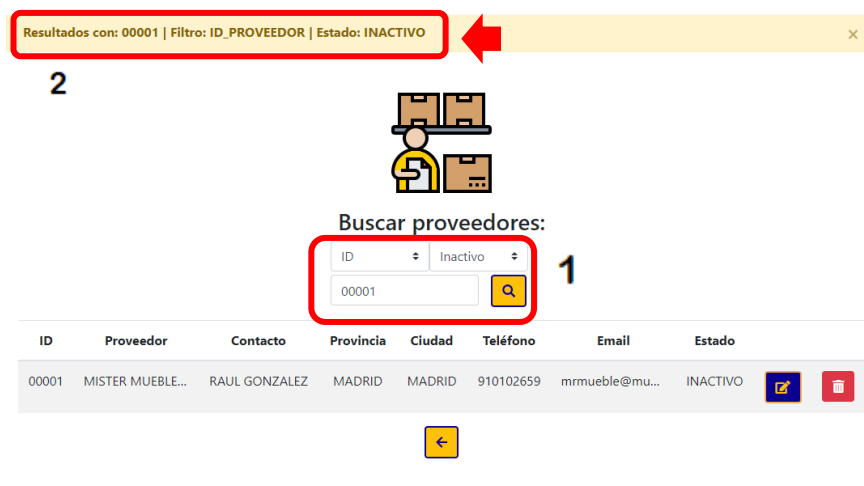 Resultados con: 00001 | Filtro: ID_PROVEEDOR | Estado: INACTIVO ×
2
Buscar proveedores:
ID Inactivo
1
00001
ID Proveedor Contacto Provincia Ciudad Teléfono Email Estado
00001 MISTER MUEBLE... RAUL GONZALEZ MADRID MADRID 910102659 mrmueble@mu... INACTIVO